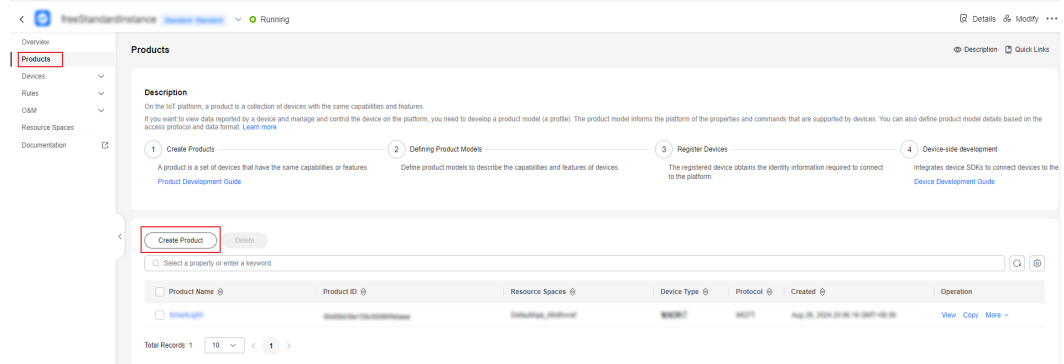 freeStandardInstance Running Details Modify
Overview
Products
Devices
Rules
O&M
Resource Spaces
Documentation
Products Description Quick Links
Description
On the IoT platform, a product is a collection of devices with the same capabilities and features.
If you want to view data reported by a device and manage and control the device on the platform, you need to develop a product model (a profile). The product model informs the platform of the properties and commands that are supported by devices. You can also define product model details based on the
access protocol and data format. Learn more
1 Create Products 2 Defining Product Models 3 Register Devices 4 Device-side development
A product is a set of devices that have the same capabilities or features. Define product models to describe the capabilities and features of devices. The registered device obtains the identity information required to connect Integrates device SDKs to connect devices to the
to the platform.
Product Development Guide Device Development Guide
Create Product Delete
Select a property or enter a keyword.
Product Name Product ID Resource Spaces Device Type Protocol Created Operation
MQTT View Copy More
Total Records: 1 10 1